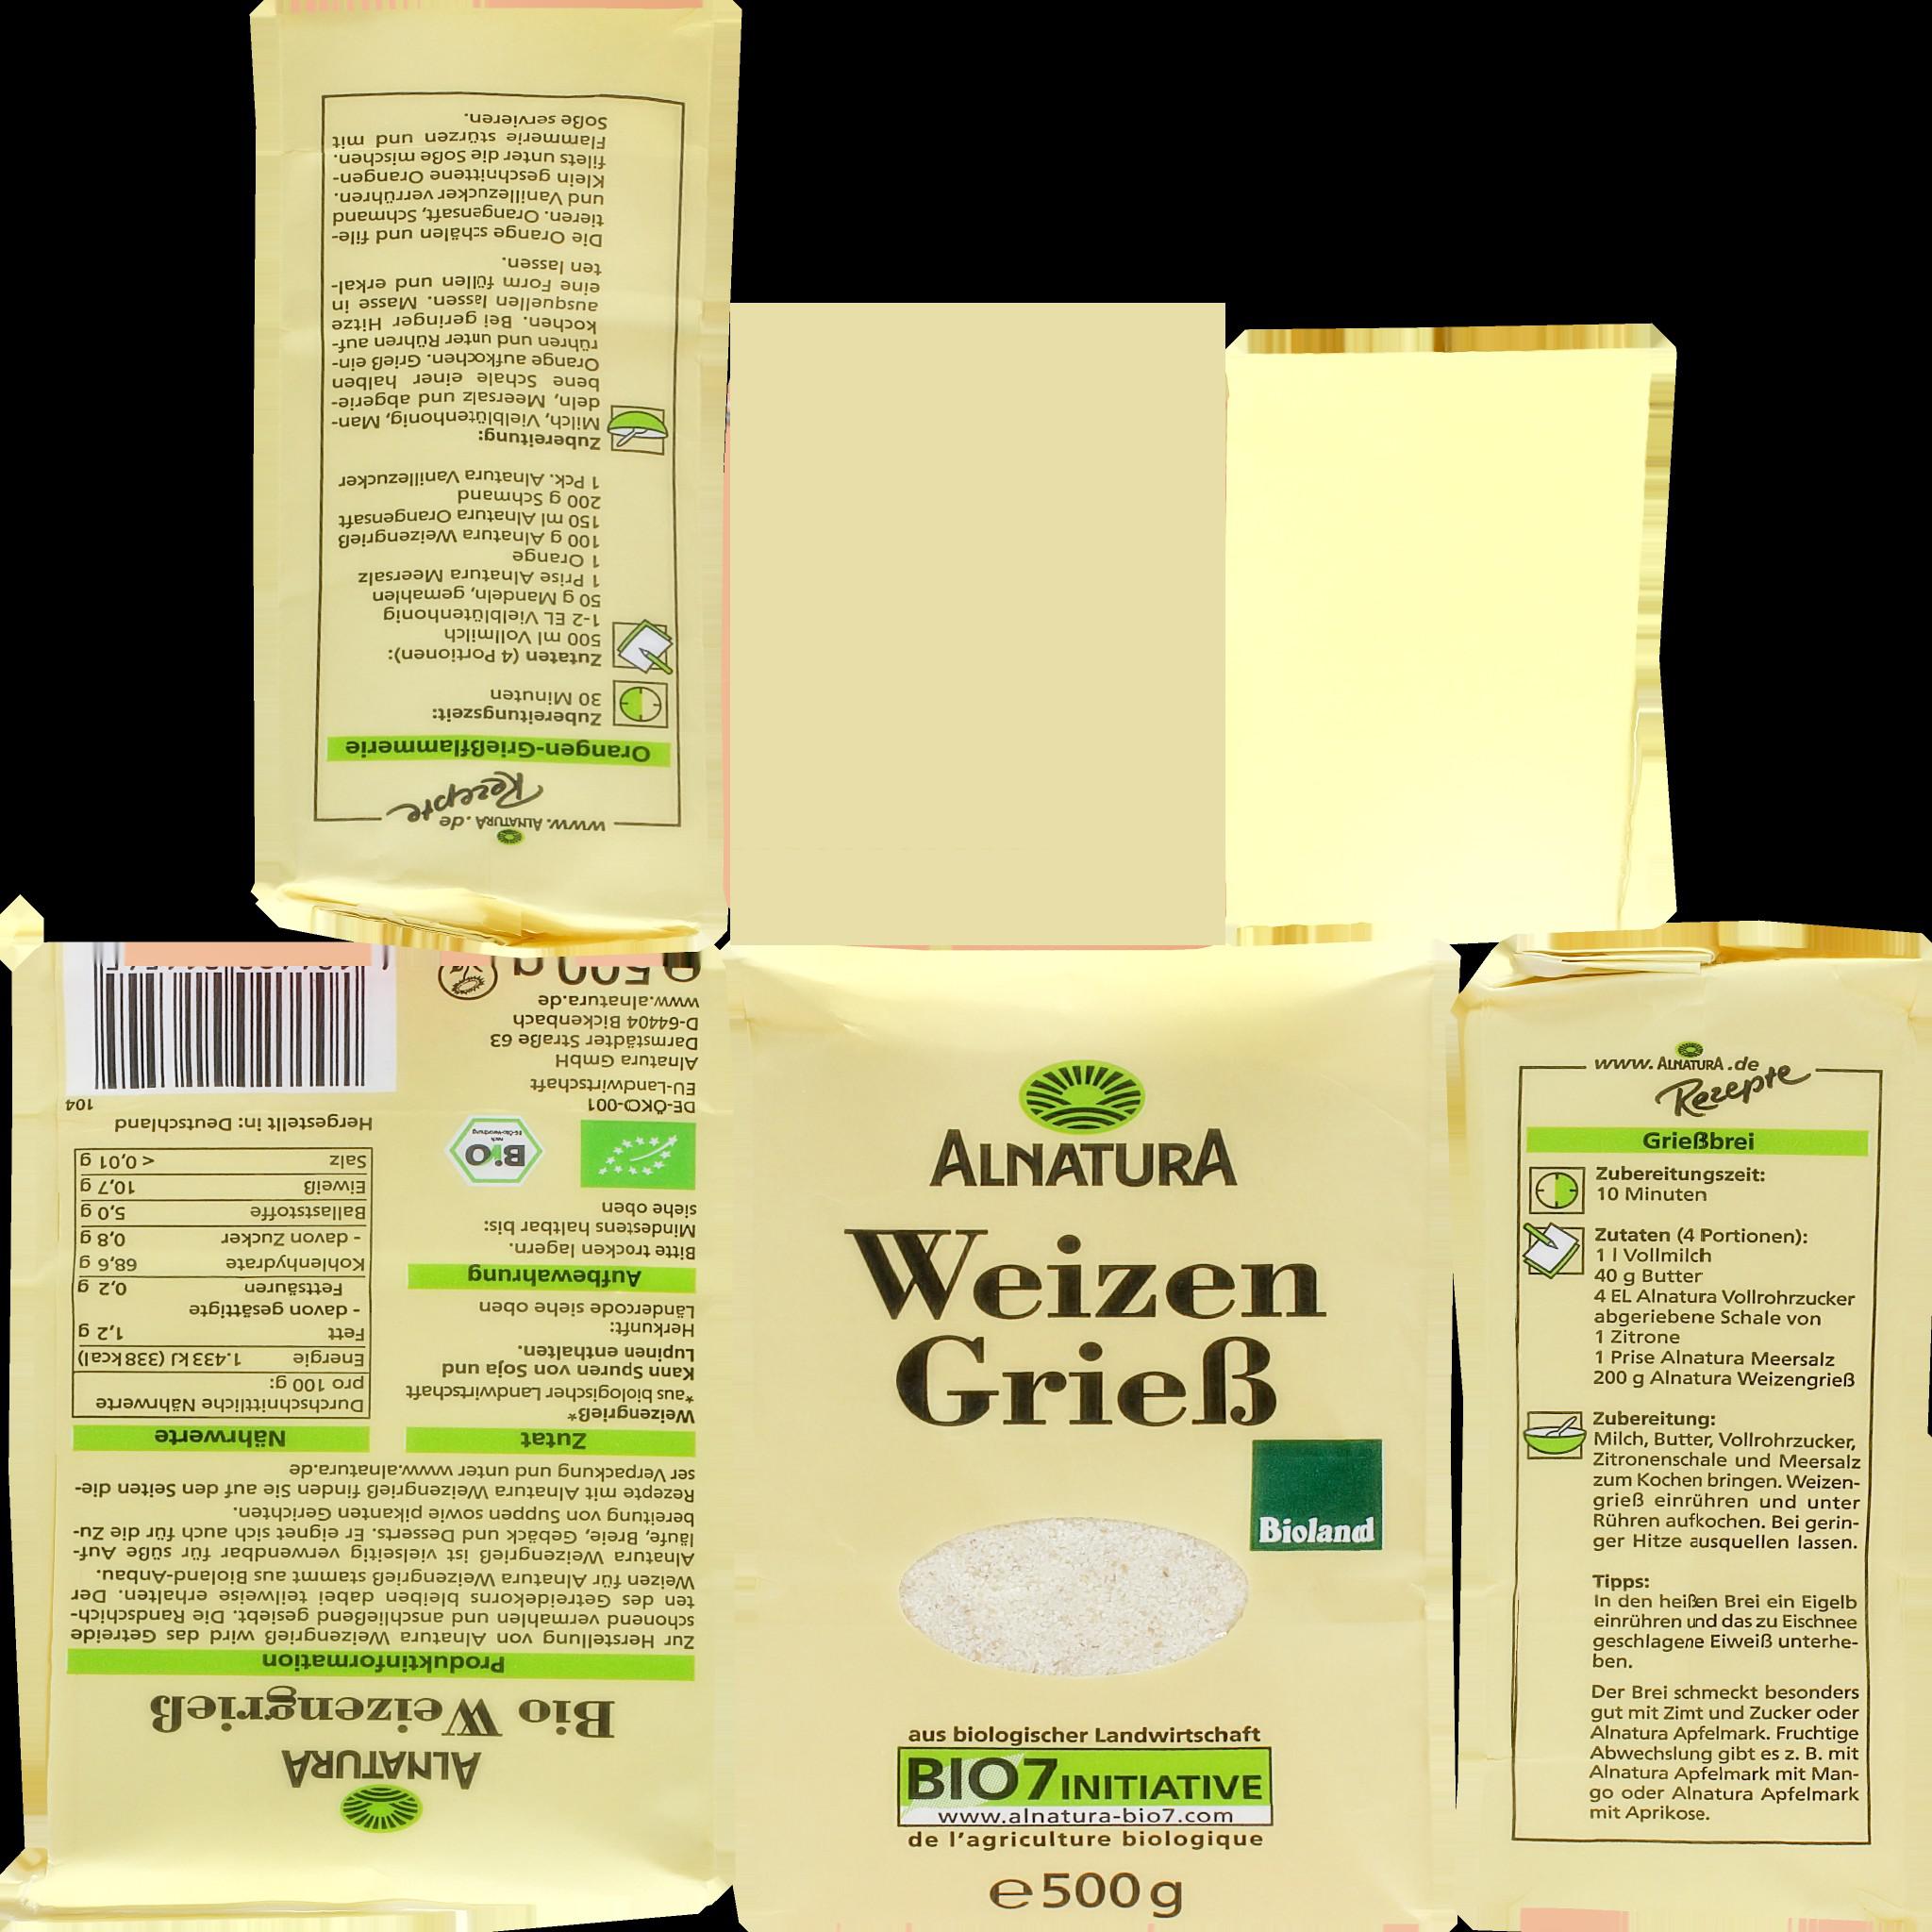 ALNATURA
Weizen
Grieß
Bioland
aus biologischer Landwirtschaft
BIO7INITIATIVE
www.alnatura-bio7.com
de l'agriculture biologique
e500g
www.ALNATURA.de
Rezepte
Grießbrei
Zubereitungszeit:
10 Minuten
Zutaten (4 Portionen):
1 l Vollmilch
40 g Butter
4 EL Alnatura Vollrohrzucker
abgeriebene Schale von
1 Zitrone
1 Prise Alnatura Meersalz
200 g Alnatura Weizengrieß
Zubereitung:
Milch, Butter, Vollrohrzucker,
Zitronenschale und Meersalz
zum Kochen bringen. Weizen-
grieß einrühren und unter
Rühren aufkochen. Bei gerin-
ger Hitze ausquellen lassen.
Tipps:
In den heißen Brei ein Eigelb
einrühren und das zu Eischnee
geschlagene Eiweiß unterhe-
ben.
Der Brei schmeckt besonders
gut mit Zimt und Zucker oder
Alnatura Apfelmark. Fruchtige
Abwechslung gibt es z. B. mit
Alnatura Apfelmark mit Man-
go oder Alnatura Apfelmark
mit Aprikose.
www.ALNATURA.de
Rezepte
Orangen-Grießflammerie
Zubereitungszeit:
30 Minuten
Zutaten (4 Portionen):
500 ml Vollmilch
1-2 EL Vielblütenhonig
50 g Mandeln, gemahlen
1 Prise Alnatura Meersalz
1 Orange
100 g Alnatura Weizengrieß
150 ml Alnatura Orangensaft
200 g Schmand
1 Pck. Alnatura Vanillezucker
Zubereitung:
Milch, Vielblütenhonig, Man-
deln, Meersalz und abgerie-
bene Schale einer halben
Orange aufkochen. Grieß ein-
rühren und unter Rühren auf-
kochen. Bei geringer Hitze
ausquellen lassen. Masse in
eine Form füllen und erkal-
ten lassen.
Die Orange schälen und file-
tieren. Orangensaft, Schmand
und Vanillezucker verrühren.
Klein geschnittene Orangen-
filets unter die Soße mischen.
Flammerie stürzen und mit
Soße servieren.
ALNATURA
Bio Weizengrieß
Produktinformation
Zur Herstellung von Alnatura Weizengrieß wird das Getreide
schonend vermahlen und anschließend gesiebt. Die Randschich-
ten des Getreidekorns bleiben dabei teilweise erhalten. Der
Weizen für Alnatura Weizengrieß stammt aus Bioland-Anbau.
Alnatura Weizengrieß ist vielseitig verwendbar für süße Auf-
läufe, Breie, Gebäck und Desserts. Er eignet sich auch für die Zu-
bereitung von Suppen sowie pikanten Gerichten.
Rezepte mit Alnatura Weizengrieß finden Sie auf den Seiten die-
ser Verpackung und unter www.alnatura.de
Zutat
Weizengrieß*
*aus biologischer Landwirtschaft
Kann Spuren von Soja und
Lupinen enthalten.
Herkunft:
Ländercode siehe oben
Aufbewahrung
Bitte trocken lagern.
Mindestens haltbar bis:
siehe oben
BiO
nach
EG-Öko-Verordnung
DE-ÖKO-001
EU-Landwirtschaft
Alnatura GmbH
Darmstädter Straße 63
D-64404 Bickenbach
www.alnatura.de
e 500 g
Nährwerte
Durchschnittliche Nährwerte
pro 100 g:
Energie 1.433 kJ (338 kcal)
Fett 1,2 g
- davon gesättigte
Fettsäuren 0,2 g
Kohlenhydrate 68,6 g
- davon Zucker 0,8 g
Ballaststoffe 5,0 g
Eiweiß 10,7 g
Salz < 0,01 g
Hergestellt in: Deutschland
104